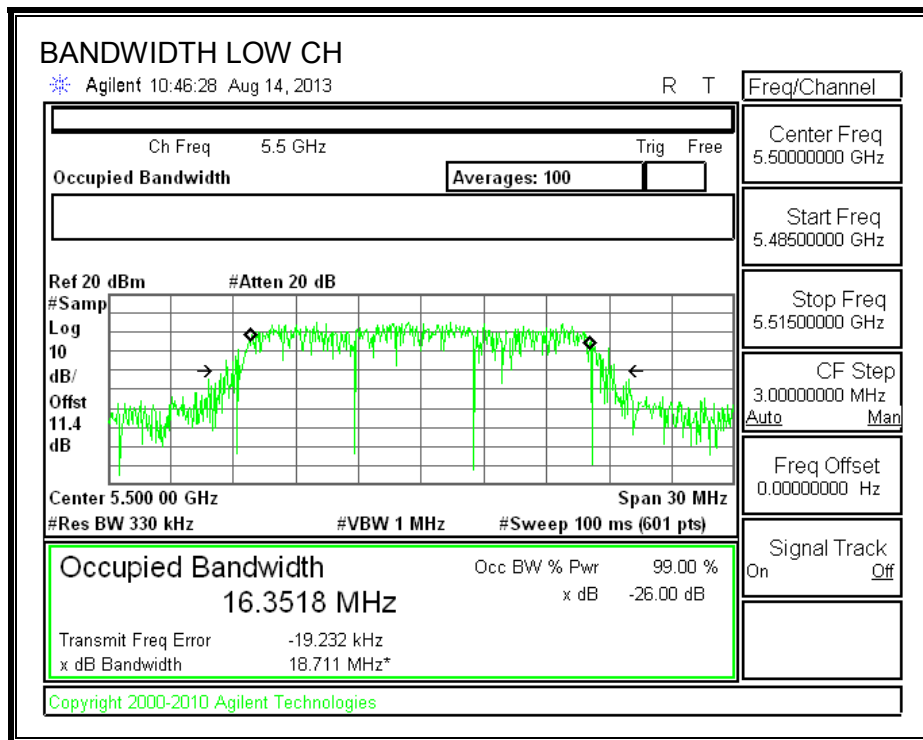 BANDWIDTH LOW CH
Agilent 10:46:28 Aug 14, 2013 R T
Freq/Channel
Ch Freq 5.5 GHz Trig Free
Occupied Bandwidth Averages: 100
Center Freq
5.50000000 GHz
Start Freq
5.48500000 GHz
Stop Freq
5.51500000 GHz
CF Step
3.00000000 MHz
Auto Man
Freq Offset
0.00000000 Hz
Signal Track
On Off
Ref 20 dBm #Atten 20 dB
#Samp
Log
10
dB/
Offst
11.4
dB
Center 5.500 00 GHz Span 30 MHz
#Res BW 330 kHz #VBW 1 MHz #Sweep 100 ms (601 pts)
Occupied Bandwidth
16.3518 MHz
Occ BW % Pwr 99.00 %
x dB -26.00 dB
Transmit Freq Error -19.232 kHz
x dB Bandwidth 18.711 MHz*
Copyright 2000-2010 Agilent Technologies